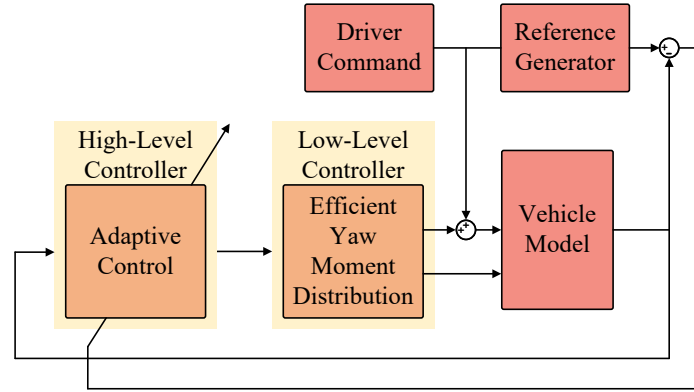 Driver
Command
Reference
Generator
+
−
High-Level
Controller
Low-Level
Controller
Adaptive
Control
Efficient
Yaw
Moment
Distribution
+
+
Vehicle
Model